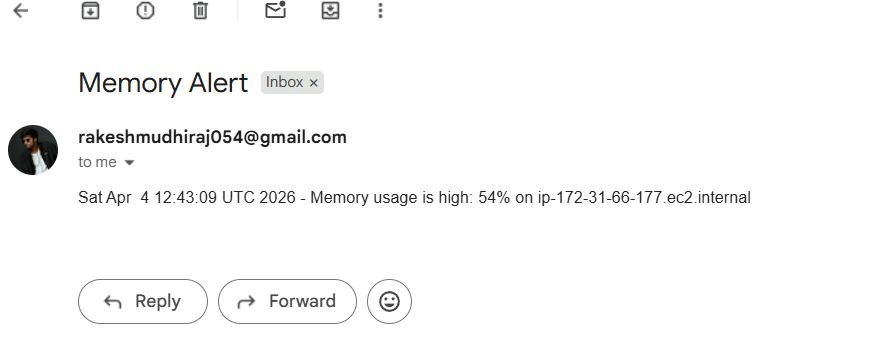 Memory Alert Inbox ×
rakeshmudhiraj054@gmail.com
to me
Sat Apr  4 12:43:09 UTC 2026 - Memory usage is high: 54% on ip-172-31-66-177.ec2.internal
Reply Forward